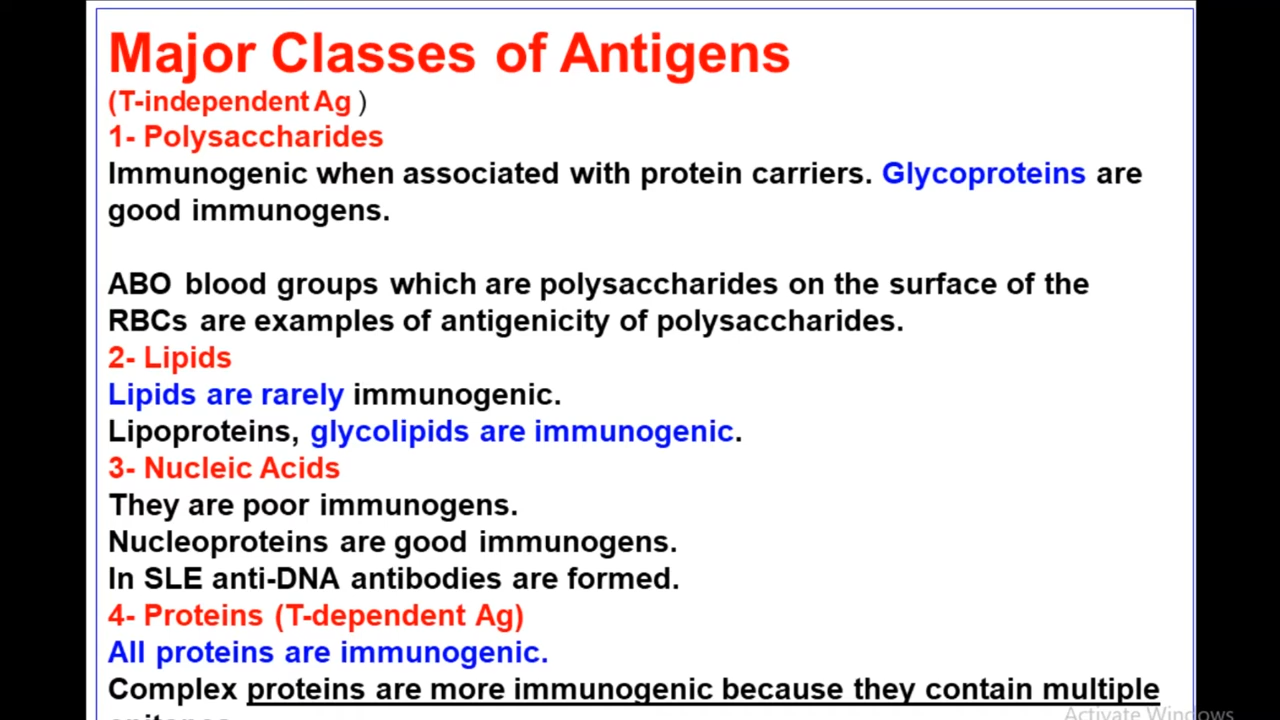 Major Classes of Antigens
(T-independent Ag )
1- Polysaccharides
Immunogenic when associated with protein carriers. Glycoproteins are
good immunogens.
ABO blood groups which are polysaccharides on the surface of the
RBCs are examples of antigenicity of polysaccharides.
2- Lipids
Lipids are rarely immunogenic.
Lipoproteins, glycolipids are immunogenic.
3- Nucleic Acids
They are poor immunogens.
Nucleoproteins are good immunogens.
In SLE anti-DNA antibodies are formed.
4- Proteins (T-dependent Ag)
All proteins are immunogenic.
Complex proteins are more immunogenic because they contain multiple
Activate Windows